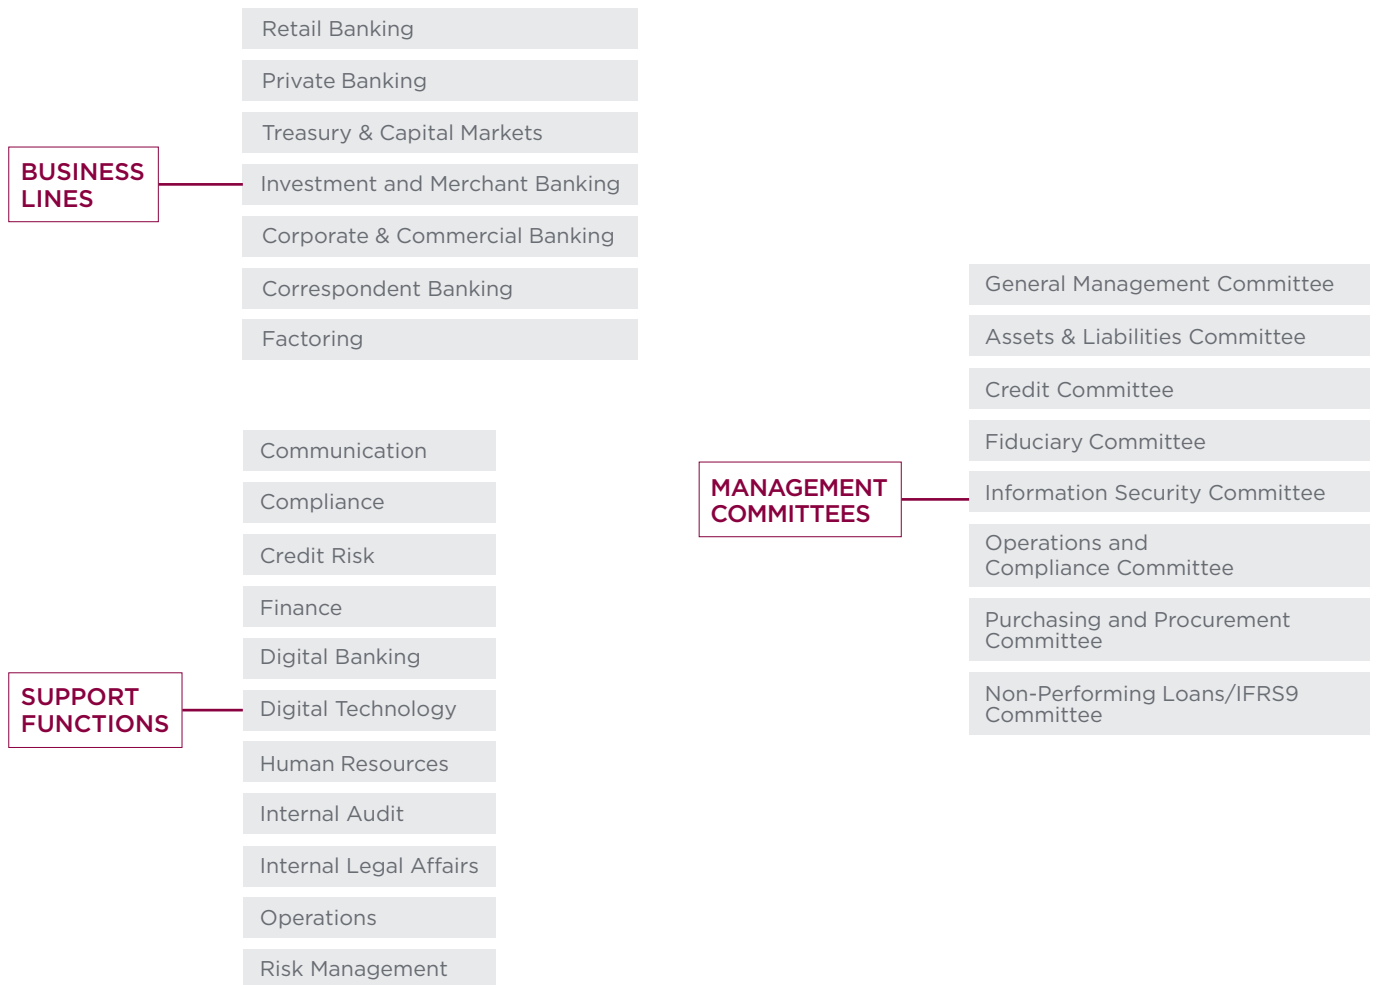 BUSINESS
LINES
Retail Banking
Private Banking
Treasury & Capital Markets
Investment and Merchant Banking
Corporate & Commercial Banking
Correspondent Banking
Factoring
SUPPORT
FUNCTIONS
Communication
Compliance
Credit Risk
Finance
Digital Banking
Digital Technology
Human Resources
Internal Audit
Internal Legal Affairs
Operations
Risk Management
MANAGEMENT
COMMITTEES
General Management Committee
Assets & Liabilities Committee
Credit Committee
Fiduciary Committee
Information Security Committee
Operations and
Compliance Committee
Purchasing and Procurement
Committee
Non-Performing Loans/IFRS9
Committee